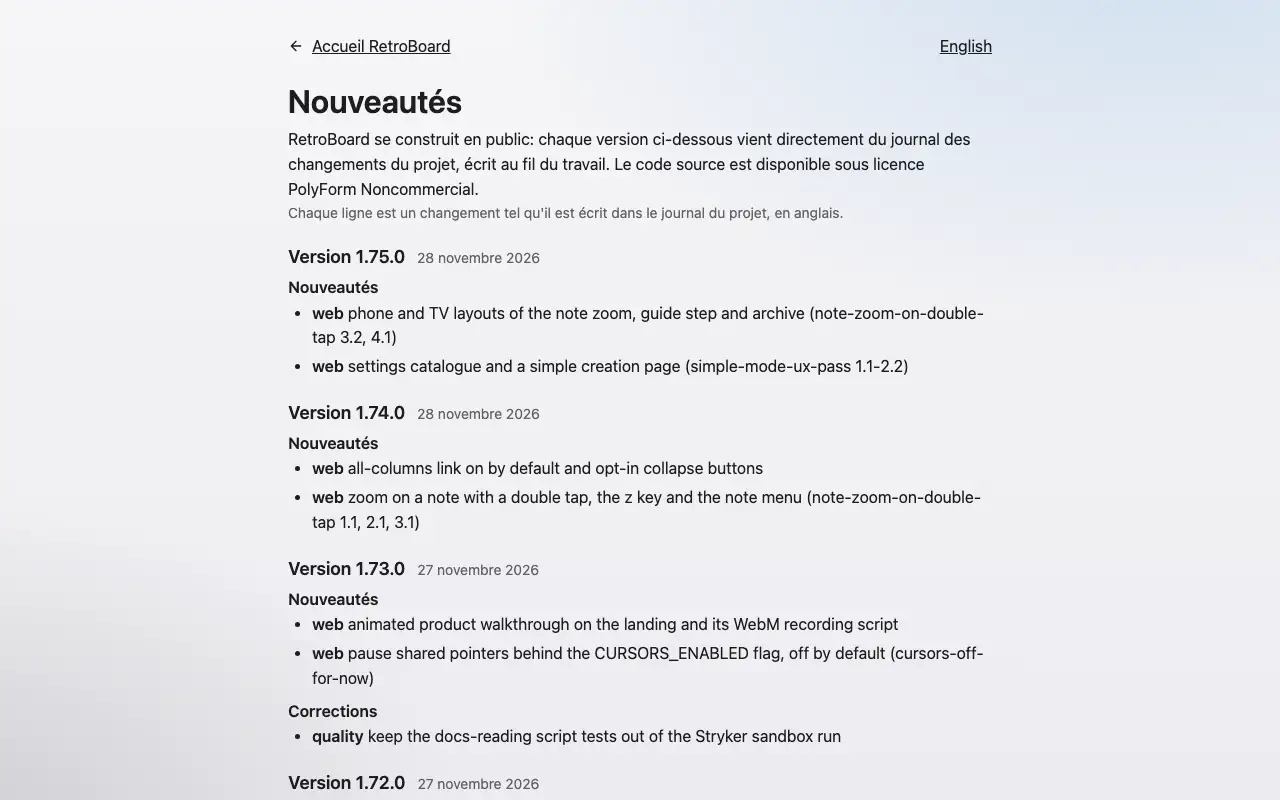 ← Accueil RetroBoard
English
Nouveautés
RetroBoard se construit en public: chaque version ci-dessous vient directement du journal des
changements du projet, écrit au fil du travail. Le code source est disponible sous licence
PolyForm Noncommercial.
Chaque ligne est un changement tel qu'il est écrit dans le journal du projet, en anglais.
Version 1.75.0 28 novembre 2026
Nouveautés
• web phone and TV layouts of the note zoom, guide step and archive (note-zoom-on-double-
tap 3.2, 4.1)
• web settings catalogue and a simple creation page (simple-mode-ux-pass 1.1-2.2)
Version 1.74.0 28 novembre 2026
Nouveautés
• web all-columns link on by default and opt-in collapse buttons
• web zoom on a note with a double tap, the z key and the note menu (note-zoom-on-double-
tap 1.1, 2.1, 3.1)
Version 1.73.0 27 novembre 2026
Nouveautés
• web animated product walkthrough on the landing and its WebM recording script
• web pause shared pointers behind the CURSORS_ENABLED flag, off by default (cursors-off-
for-now)
Corrections
• quality keep the docs-reading script tests out of the Stryker sandbox run
Version 1.72.0 27 novembre 2026